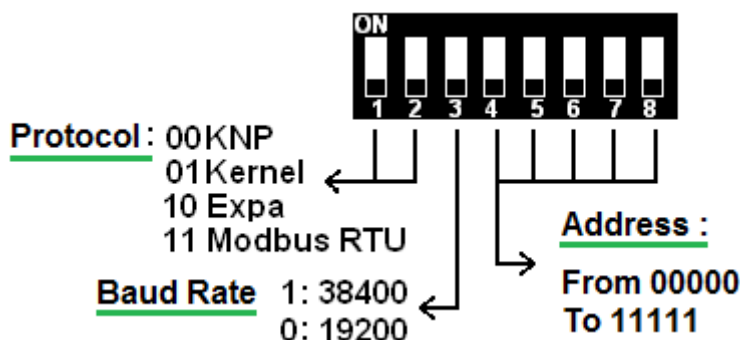 ON
1 2 3 4 5 6 7 8
Protocol: 00KNP
01Kernel
10 Expa
11 Modbus RTU
Baud Rate 1: 38400
0: 19200
Address :
From 00000
To 11111